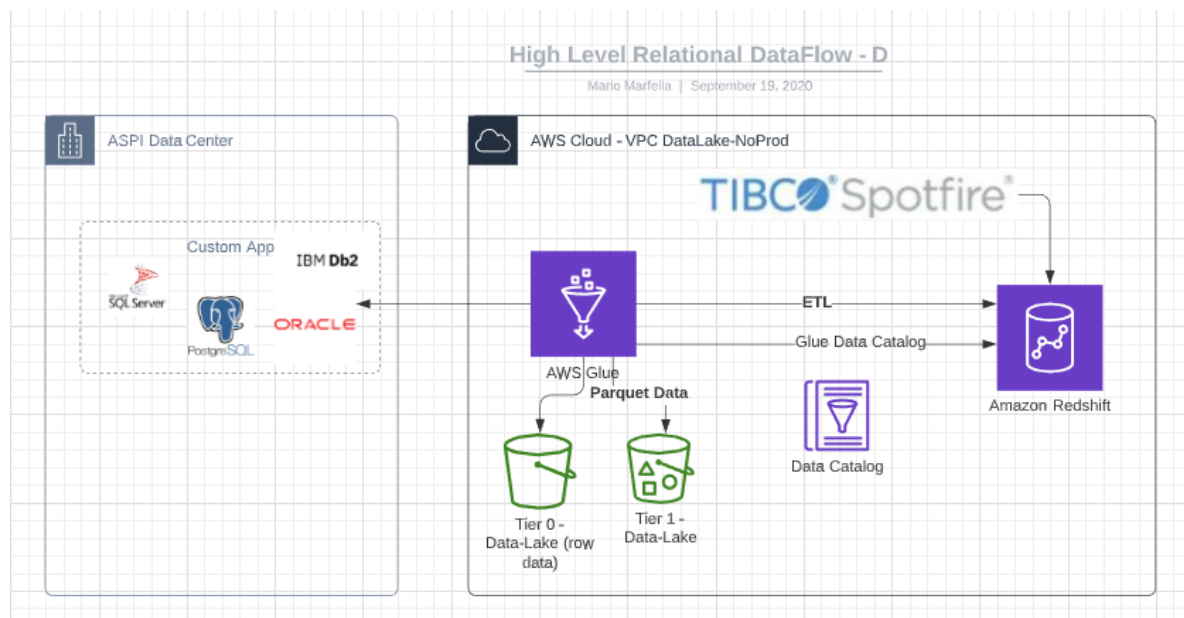 High Level Relational DataFlow - D
Mario Marfella | September 19, 2020
ASPI Data Center
AWS Cloud - VPC DataLake-NoProd
TIBCO® Spotfire®
Custom App
IBM Db2
SQL Server
PostgreSQL
ORACLE
ETL
Glue Data Catalog
AWS Glue
Parquet Data
Amazon Redshift
Data Catalog
Tier 0 -
Data-Lake (row
data)
Tier 1 -
Data-Lake